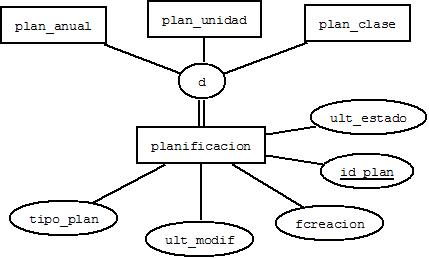 plan_anual
plan_unidad
plan_clase
d
ult_estado
planificacion
id_plan
tipo_plan
fcreacion
ult_modif